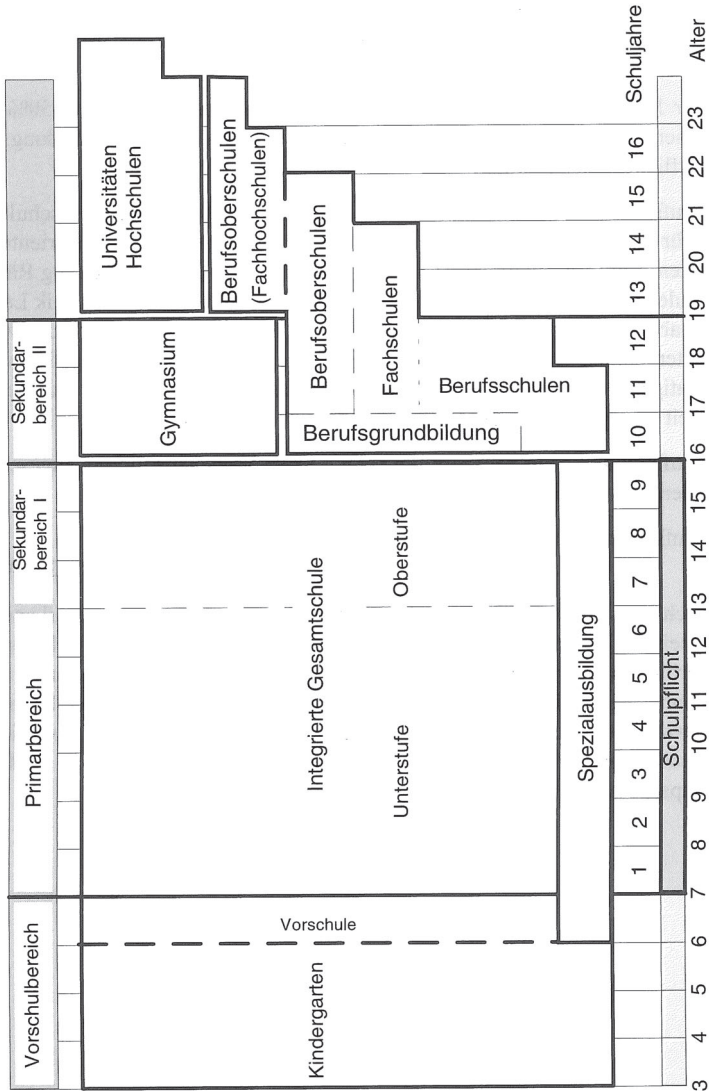 Vorschulbereich
Primarbereich
Sekundar-
bereich I
Sekundar-
bereich II
Universitäten
Hochschulen
Gymnasium
Berufsoberschulen
(Fachhochschulen)
Kindergarten
Vorschule
Integrierte Gesamtschule
Unterstufe
Oberstufe
Berufsgrundbildung
Berufsoberschulen
Fachschulen
Berufsschulen
Spezialausbildung
1 2 3 4 5 6 7 8 9 10 11 12 13 14 15 16 Schuljahre
Schulpflicht
3 4 5 6 7 8 9 10 11 12 13 14 15 16 17 18 19 20 21 22 23 Alter